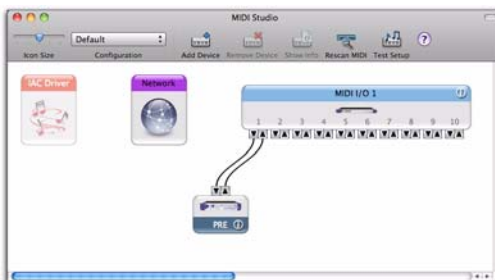 MIDI Studio
Default
Icon Size
Configuration
Add Device
Remove Device
Show Info
Rescan MIDI
Test Setup
?
IAC Driver
Network
MIDI I/O 1
1 2 3 4 5 6 7 8 9 10
PRE